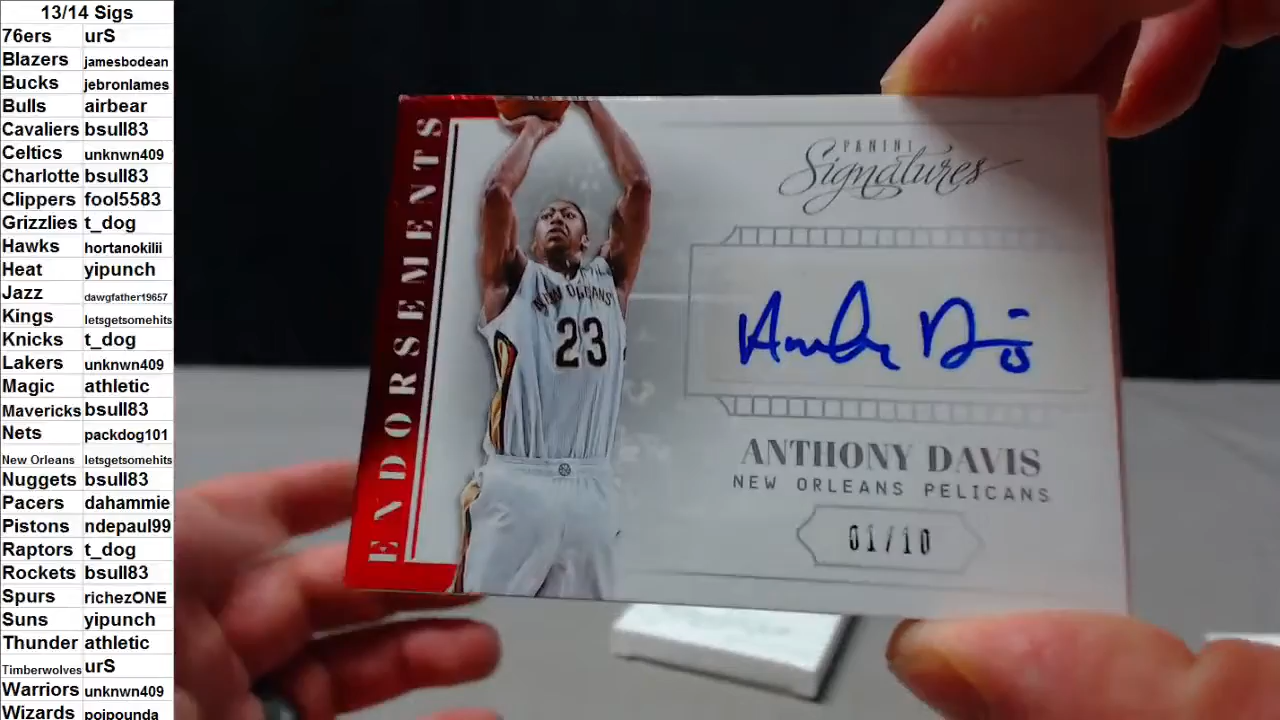 13/14 Sigs
76ers urS
Blazers jamesbodean
Bucks jebronlames
Bulls airbear
Cavaliers bsull83
Celtics unknwn409
Charlotte bsull83
Clippers fool5583
Grizzlies t_dog
Hawks hortanokilii
Heat yipunch
Jazz dawgfather19657
Kings letsgetsomehits
Knicks t_dog
Lakers unknwn409
Magic athletic
Mavericks bsull83
Nets packdog101
New Orleans letsgetsomehits
Nuggets bsull83
Pacers dahammie
Pistons ndepaul99
Raptors t_dog
Rockets bsull83
Spurs richezONE
Suns yipunch
Thunder athletic
Timberwolves urS
Warriors unknwn409
Wizards poipounda
ENDORSEMENTS
NEW ORLEANS
23
PANINI
Signatures
ANTHONY DAVIS
NEW ORLEANS PELICANS
01/10